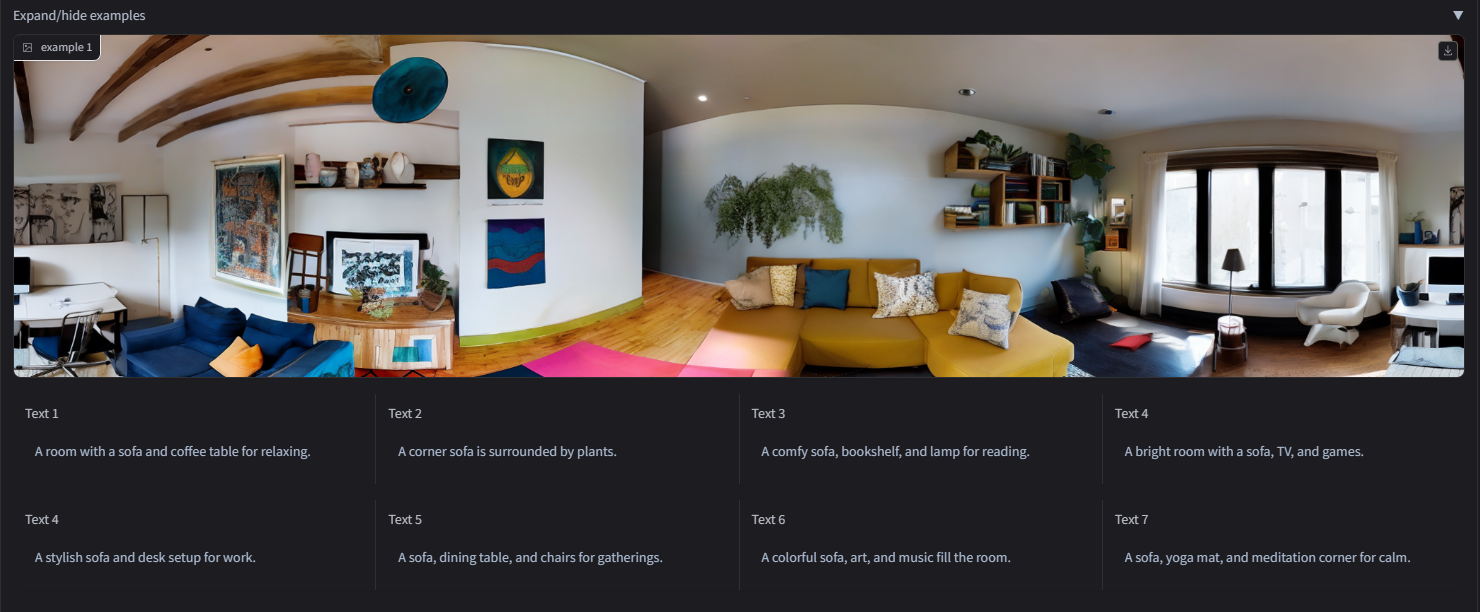 Expand/hide examples ▼
example 1
Text 1
A room with a sofa and coffee table for relaxing.
Text 2
A corner sofa is surrounded by plants.
Text 3
A comfy sofa, bookshelf, and lamp for reading.
Text 4
A bright room with a sofa, TV, and games.
Text 4
A stylish sofa and desk setup for work.
Text 5
A sofa, dining table, and chairs for gatherings.
Text 6
A colorful sofa, art, and music fill the room.
Text 7
A sofa, yoga mat, and meditation corner for calm.